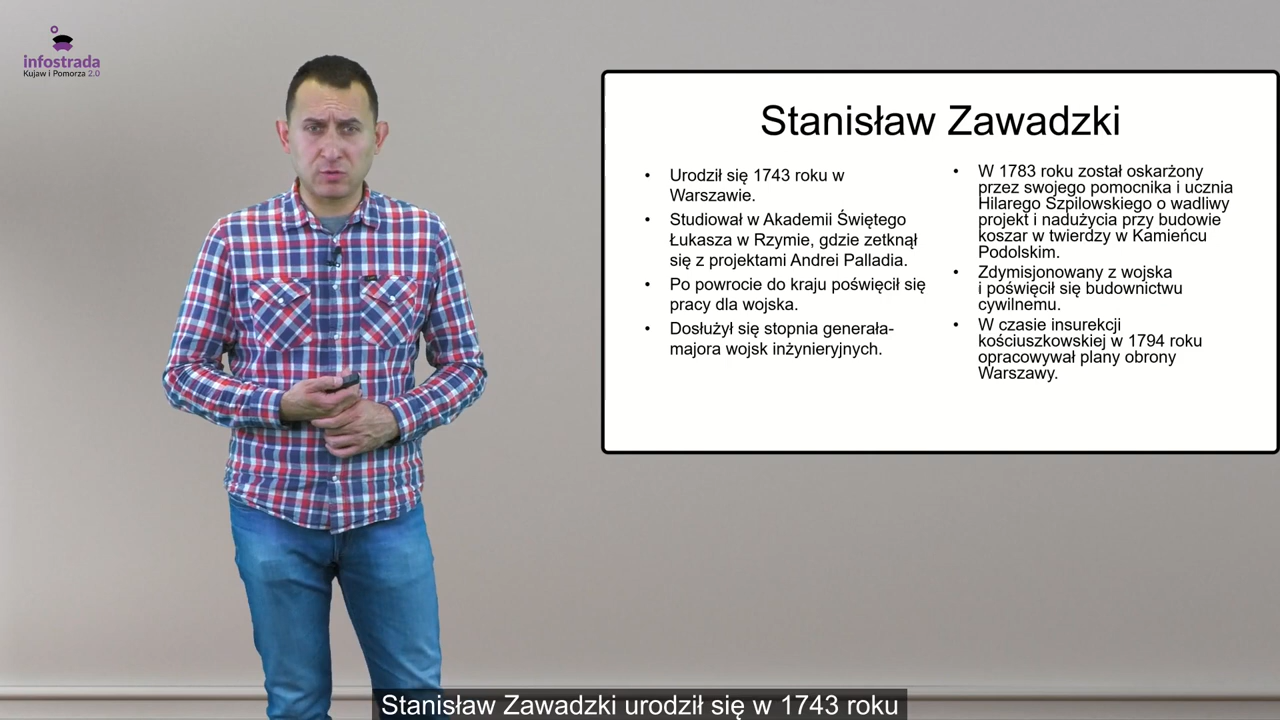 infostrada
Kujaw i Pomorza 2.0
Stanisław Zawadzki
• Urodził się 1743 roku w
Warszawie.
• Studiował w Akademii Świętego
Łukasza w Rzymie, gdzie zetknął
się z projektami Andrei Palladia.
• Po powrocie do kraju poświęcił się
pracy dla wojska.
• Dosłużył się stopnia generała-
majora wojsk inżynieryjnych.
• W 1783 roku został oskarżony
przez swojego pomocnika i ucznia
Hilarego Szpilowskiego o wadliwy
projekt i nadużycia przy budowie
koszar w twierdzy w Kamieńcu
Podolskim.
• Zdymisjonowany z wojska
i poświęcił się budownictwu
cywilnemu.
• W czasie insurekcji
kościuszkowskiej w 1794 roku
opracowywał plany obrony
Warszawy.
Stanisław Zawadzki urodził się w 1743 roku